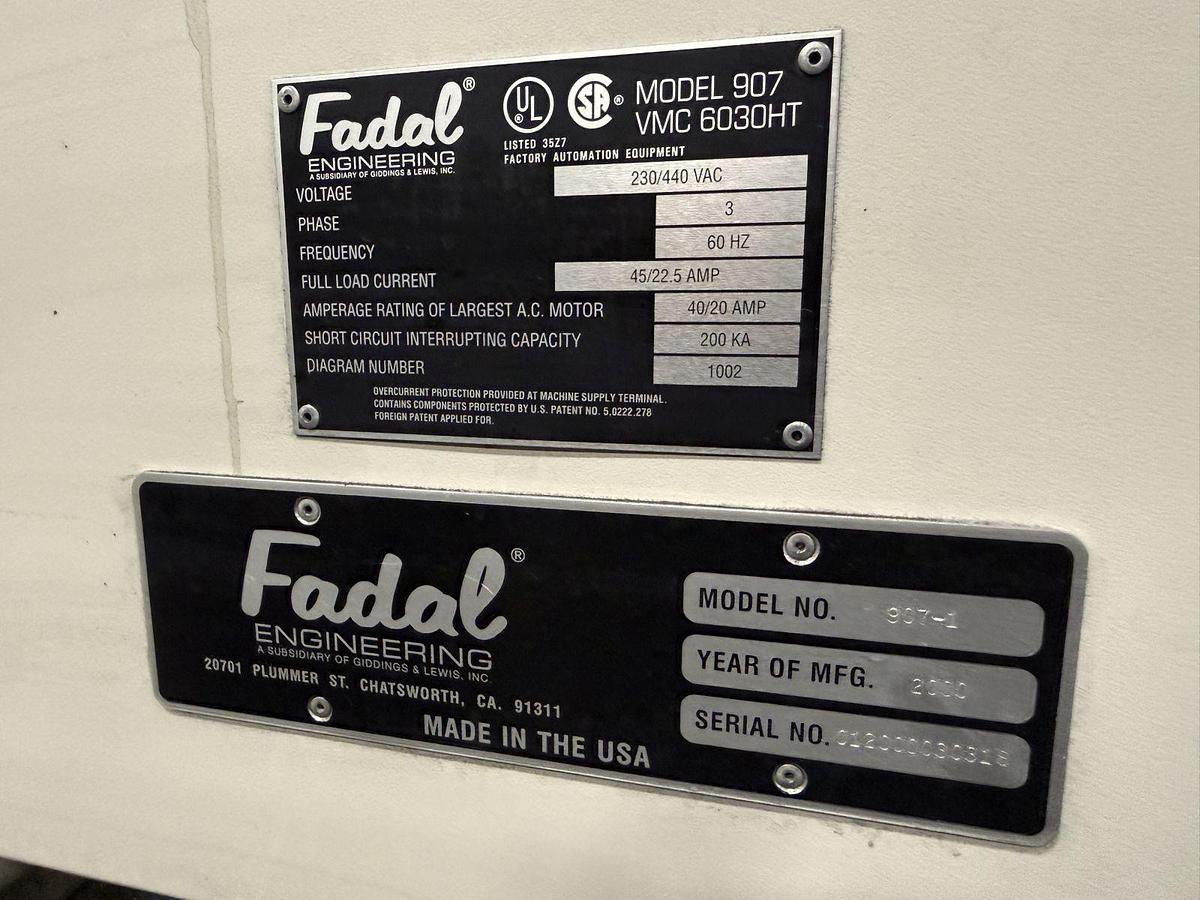 Fadal®
ENGINEERING
A SUBSIDIARY OF GIDDINGS & LEWIS, INC.
UL® SA®
LISTED 35Z7
FACTORY AUTOMATION EQUIPMENT
MODEL 907
VMC 6030HT
VOLTAGE 230/440 VAC
PHASE 3
FREQUENCY 60 HZ
FULL LOAD CURRENT 45/22.5 AMP
AMPERAGE RATING OF LARGEST A.C. MOTOR 40/20 AMP
SHORT CIRCUIT INTERRUPTING CAPACITY 200 KA
DIAGRAM NUMBER 1002
OVERCURRENT PROTECTION PROVIDED AT MACHINE SUPPLY TERMINAL.
CONTAINS COMPONENTS PROTECTED BY U.S. PATENT NO. 5,0222.278
FOREIGN PATENT APPLIED FOR.
Fadal®
ENGINEERING
A SUBSIDIARY OF GIDDINGS & LEWIS, INC.
20701 PLUMMER ST. CHATSWORTH, CA. 91311
MADE IN THE USA
MODEL NO. 907-1
YEAR OF MFG. 2000
SERIAL NO.